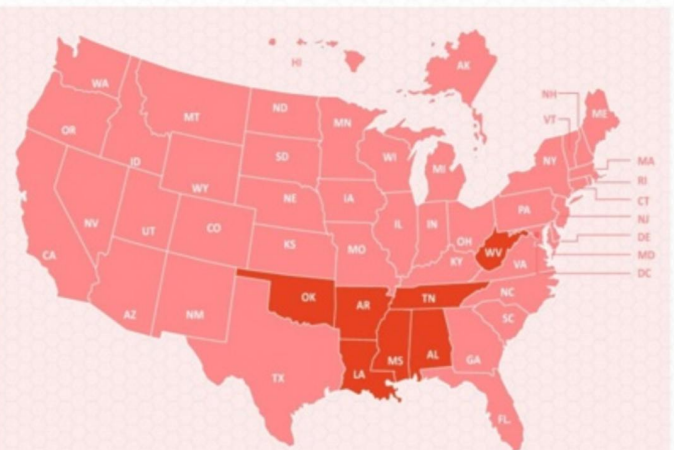 HI
AK
WA
MT
ND
MN
NH
ME
VT
OR
ID
SD
WI
MI
NY
MA
RI
WY
CT
NE
IA
PA
NJ
NV
UT
CO
IL
IN
OH
DE
CA
KS
MO
KY
WV
VA
MD
DC
AZ
NM
OK
AR
TN
NC
SC
TX
LA
MS
AL
GA
FL